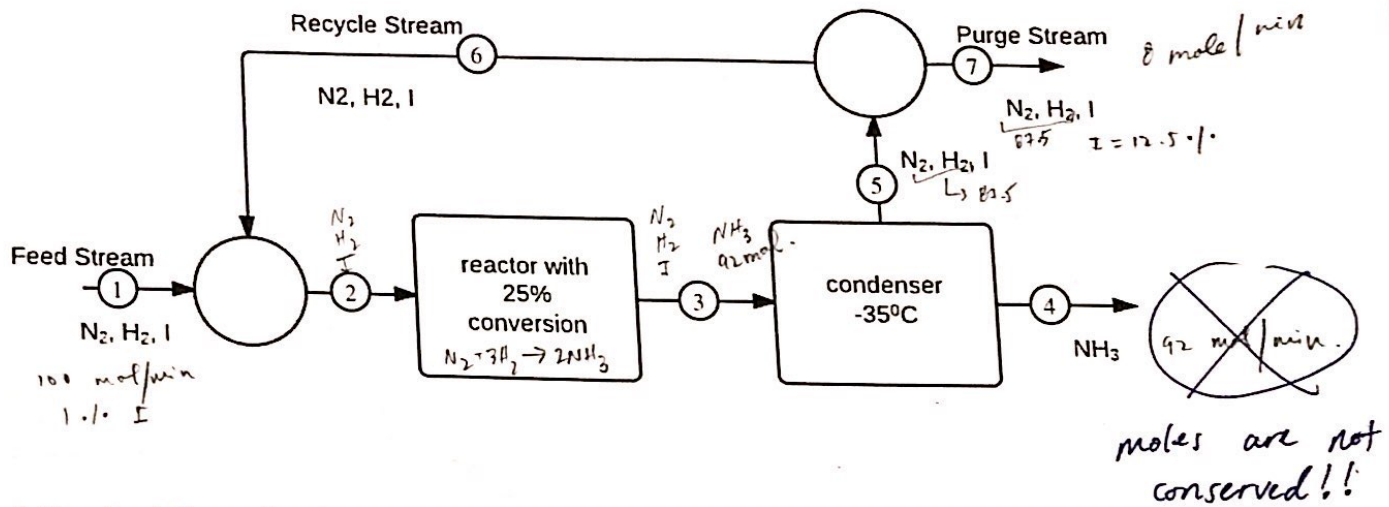 Recycle Stream
6
N2, H2, I
Purge Stream
7
8 mole/min
N₂, H₂, I
87.5
I = 12.5 %
N₂, H₂, I
5
↳ 87.5
Feed Stream
1
N₂, H₂, I
100 mol/min
1 % I
N₂
H₂
I
2
reactor with
25%
conversion
N₂ + 3H₂ → 2NH₃
N₂
H₂
I
NH₃
92 mol.
3
condenser
-35⁰C
4
NH₃
92 mol/min.
moles are not
conserved!!